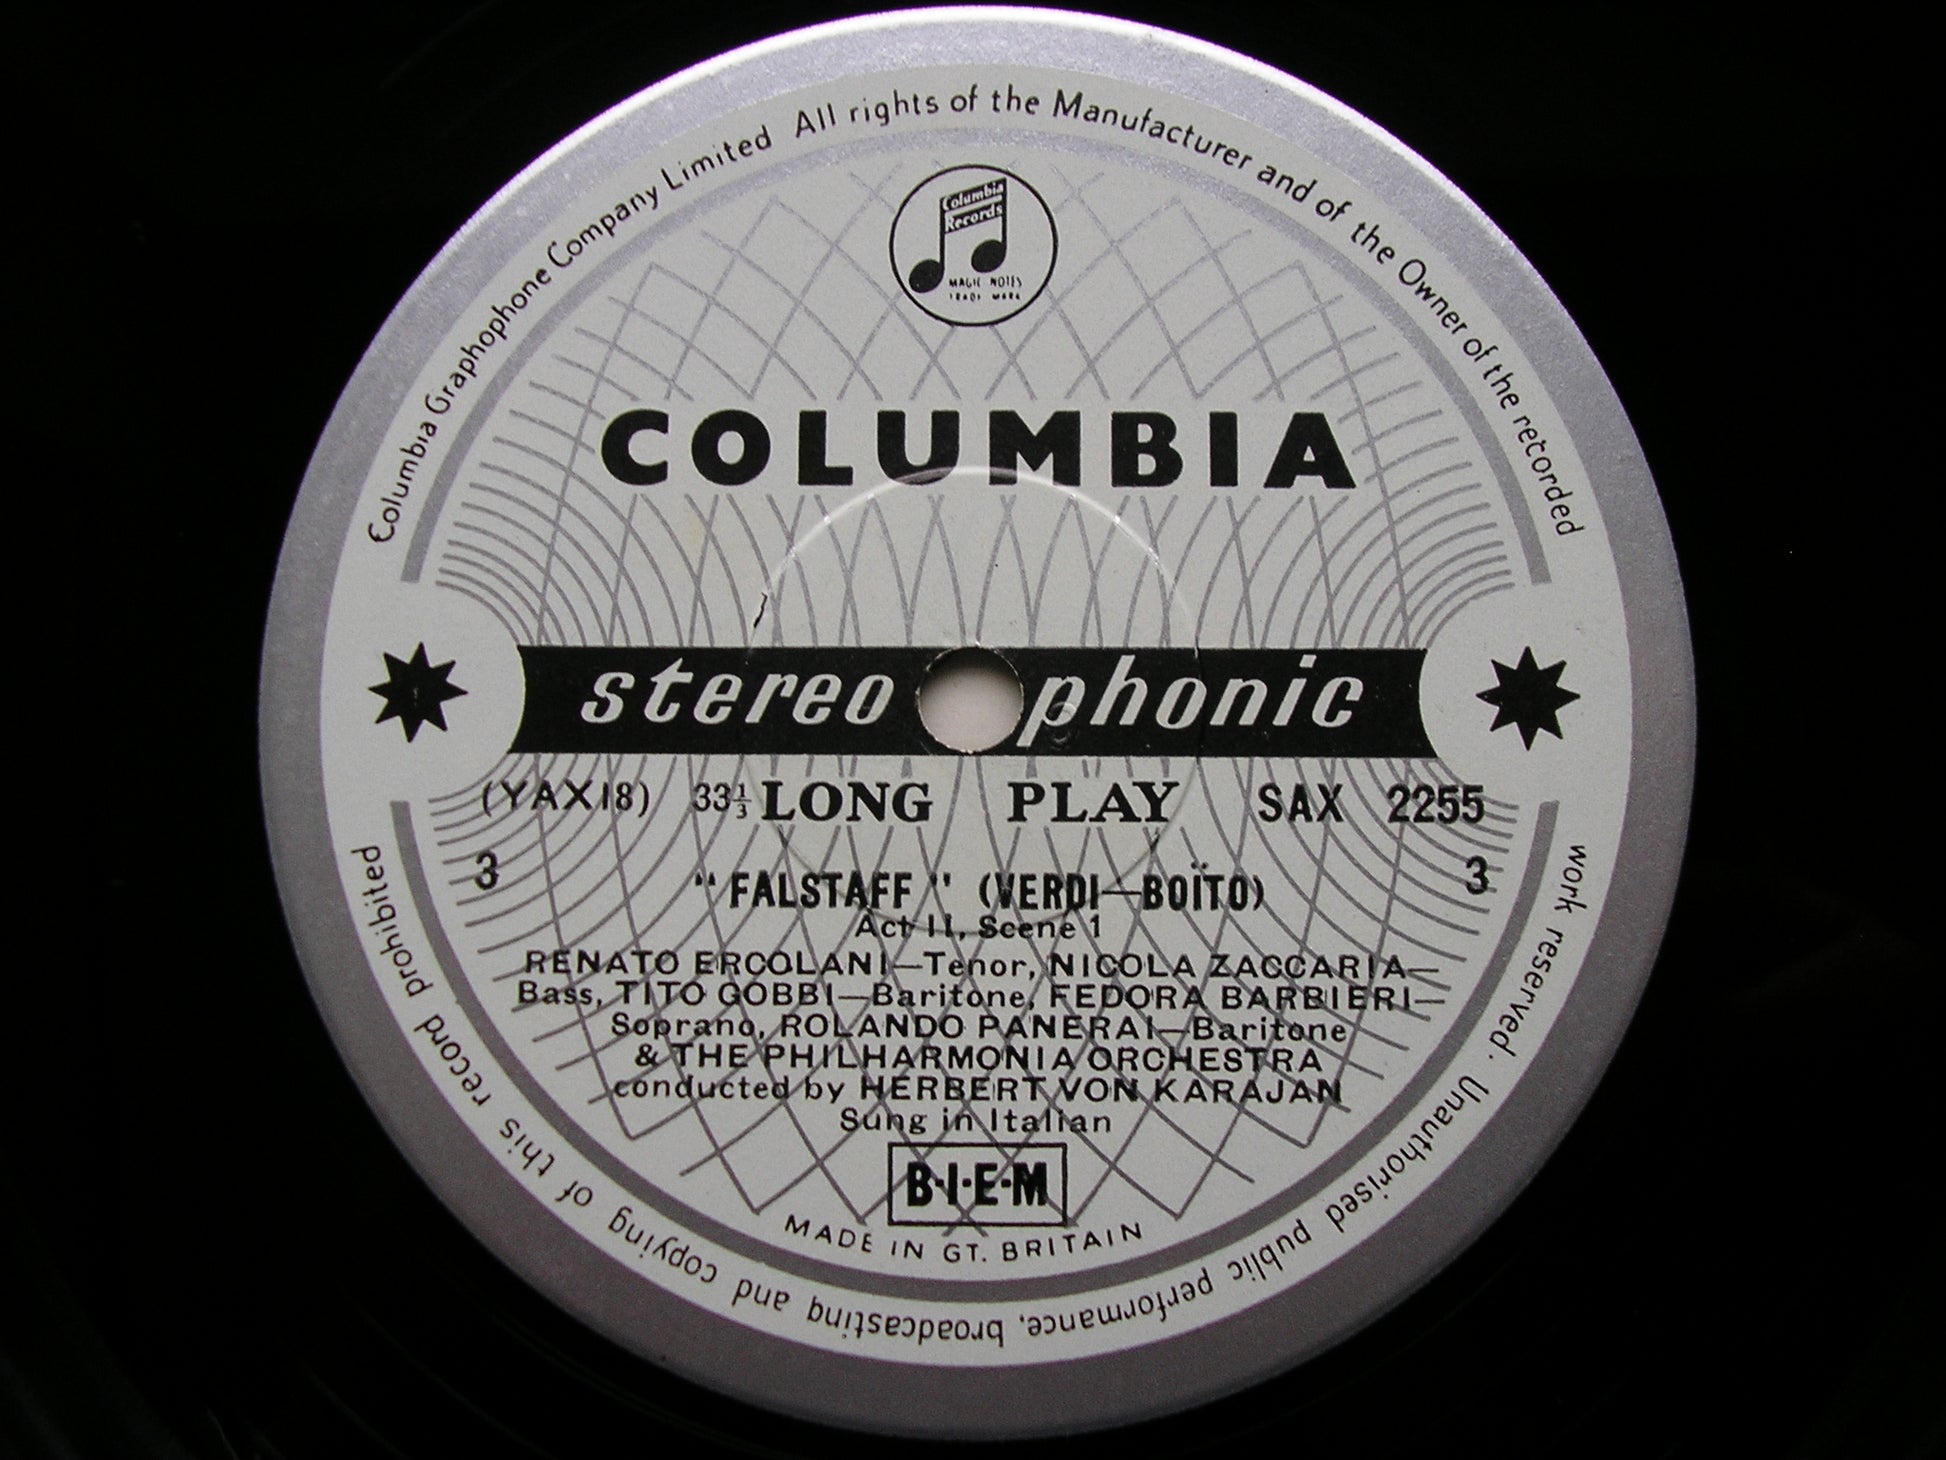 Columbia Graphophone Company Limited All rights of the Manufacturer and of the Owner of the recorded
work reserved. Unauthorised public performance, broadcasting and copying of this record prohibited
Columbia
Records
MAGIC NOTES
TRADE MARK
COLUMBIA
stereophonic
(YAX18) 33⅓ LONG PLAY SAX 2255
3 3
"FALSTAFF" (VERDI—BOÏTO)
Act II, Scene 1
RENATO ERCOLANI—Tenor, NICOLA ZACCARIA—
Bass, TITO GOBBI—Baritone, FEDORA BARBIERI—
Soprano, ROLANDO PANERAI—Baritone
& THE PHILHARMONIA ORCHESTRA
conducted by HERBERT VON KARAJAN
Sung in Italian
B·I·E·M
MADE IN GT. BRITAIN